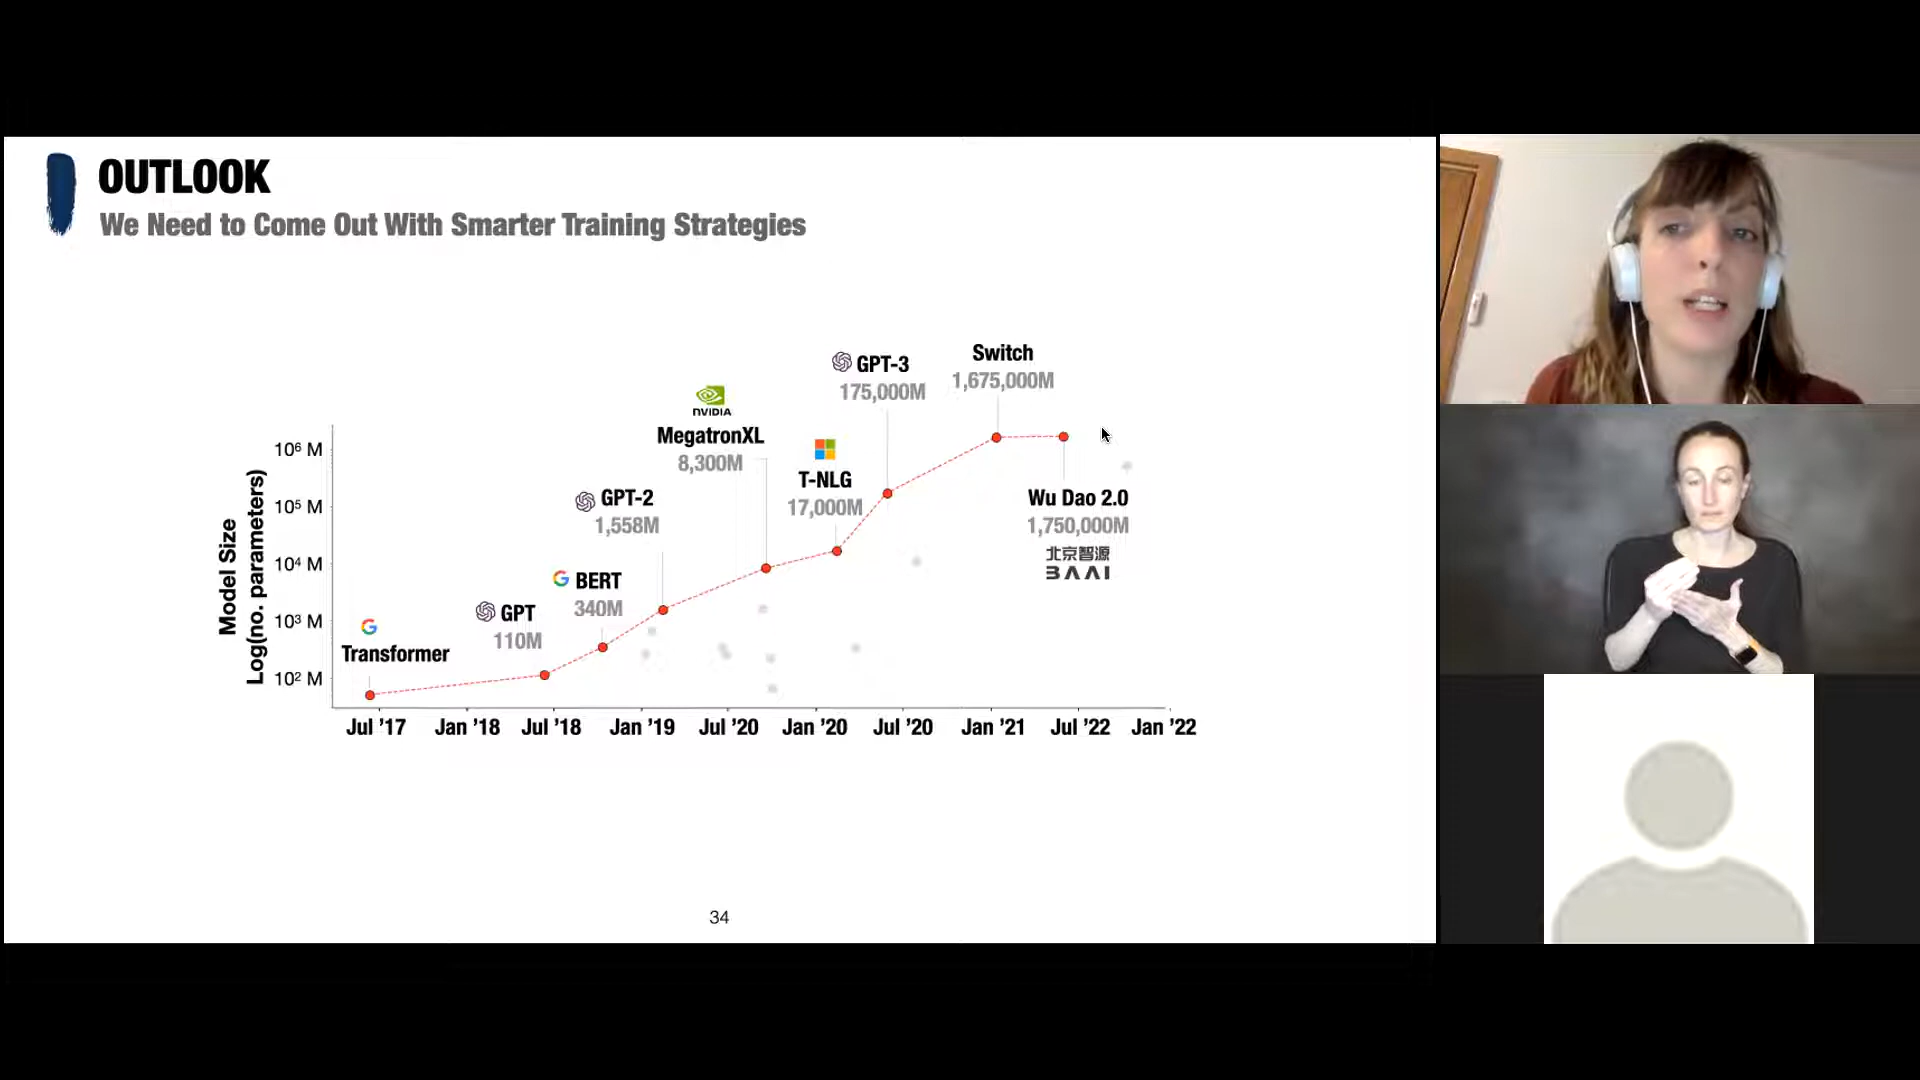 OUTLOOK
We Need to Come Out With Smarter Training Strategies
Switch
1,675,000M
GPT-3
175,000M
NVIDIA
MegatronXL
8,300M
T-NLG
17,000M
GPT-2
1,558M
Wu Dao 2.0
1,750,000M
北京智源
BAAI
BERT
340M
GPT
110M
Transformer
Model Size
Log(no. parameters)
10⁶ M
10⁵ M
10⁴ M
10³ M
10² M
Jul ’17 Jan ’18 Jul ’18 Jan ’19 Jul ’20 Jan ’20 Jul ’20 Jan ’21 Jul ’22 Jan ’22
34